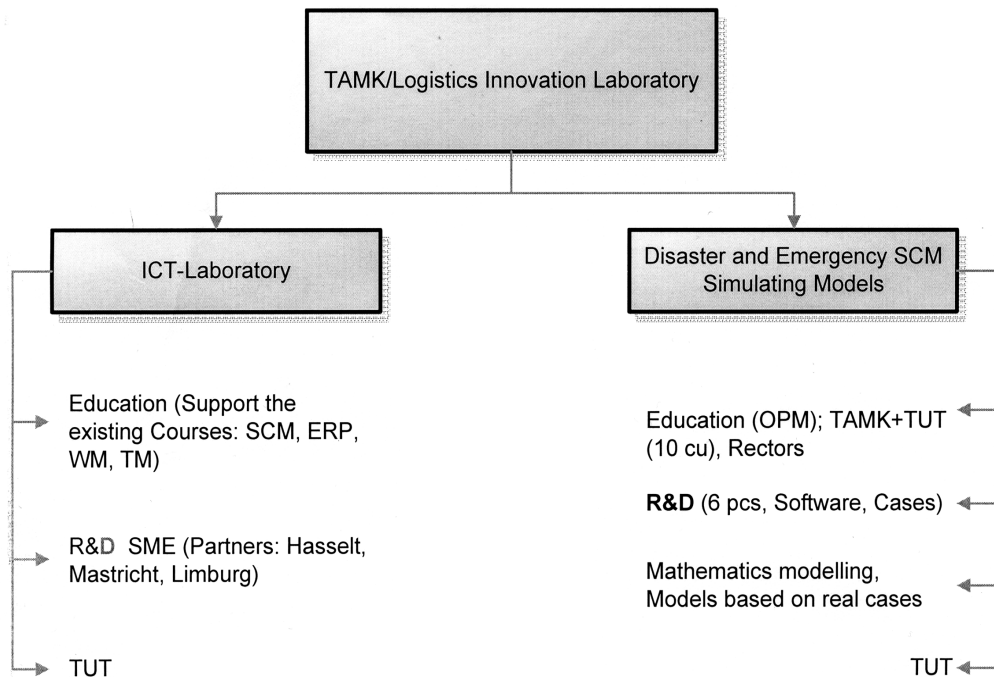 TAMK/Logistics Innovation Laboratory
ICT-Laboratory
Disaster and Emergency SCM
Simulating Models
Education (Support the
existing Courses: SCM, ERP,
WM, TM)
R&D SME (Partners: Hasselt,
Mastricht, Limburg)
TUT
Education (OPM); TAMK+TUT
(10 cu), Rectors
R&D (6 pcs, Software, Cases)
Mathematics modelling,
Models based on real cases
TUT